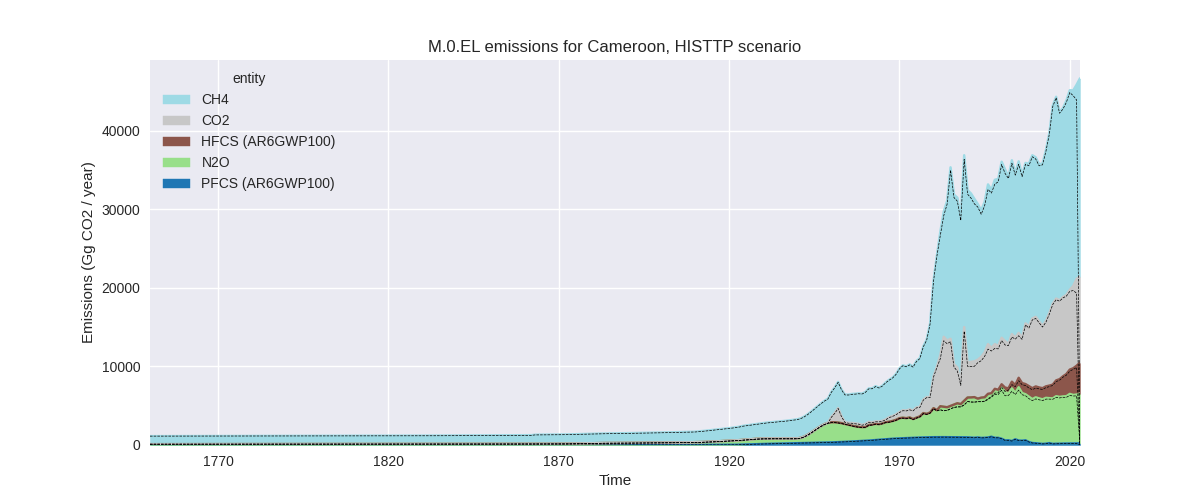 M.0.EL emissions for Cameroon, HISTTP scenario
entity
CH4
CO2
HFCS (AR6GWP100)
N2O
PFCS (AR6GWP100)
Emissions (Gg CO2 / year)
40000
30000
20000
10000
0
1770 1820 1870 1920 1970 2020
Time